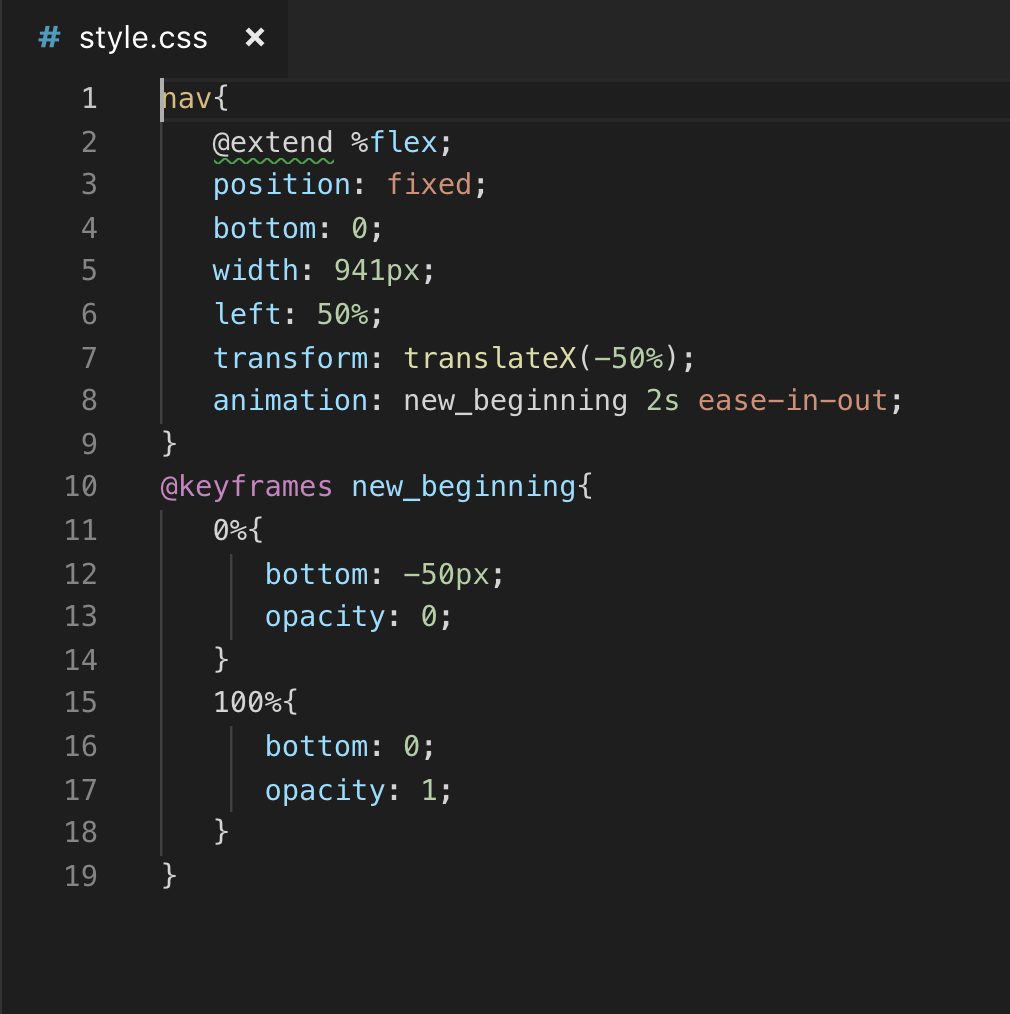 # style.css ×
1 nav{
2 @extend %flex;
3 position: fixed;
4 bottom: 0;
5 width: 941px;
6 left: 50%;
7 transform: translateX(-50%);
8 animation: new_beginning 2s ease-in-out;
9 }
10 @keyframes new_beginning{
11 0%{
12 bottom: -50px;
13 opacity: 0;
14 }
15 100%{
16 bottom: 0;
17 opacity: 1;
18 }
19 }